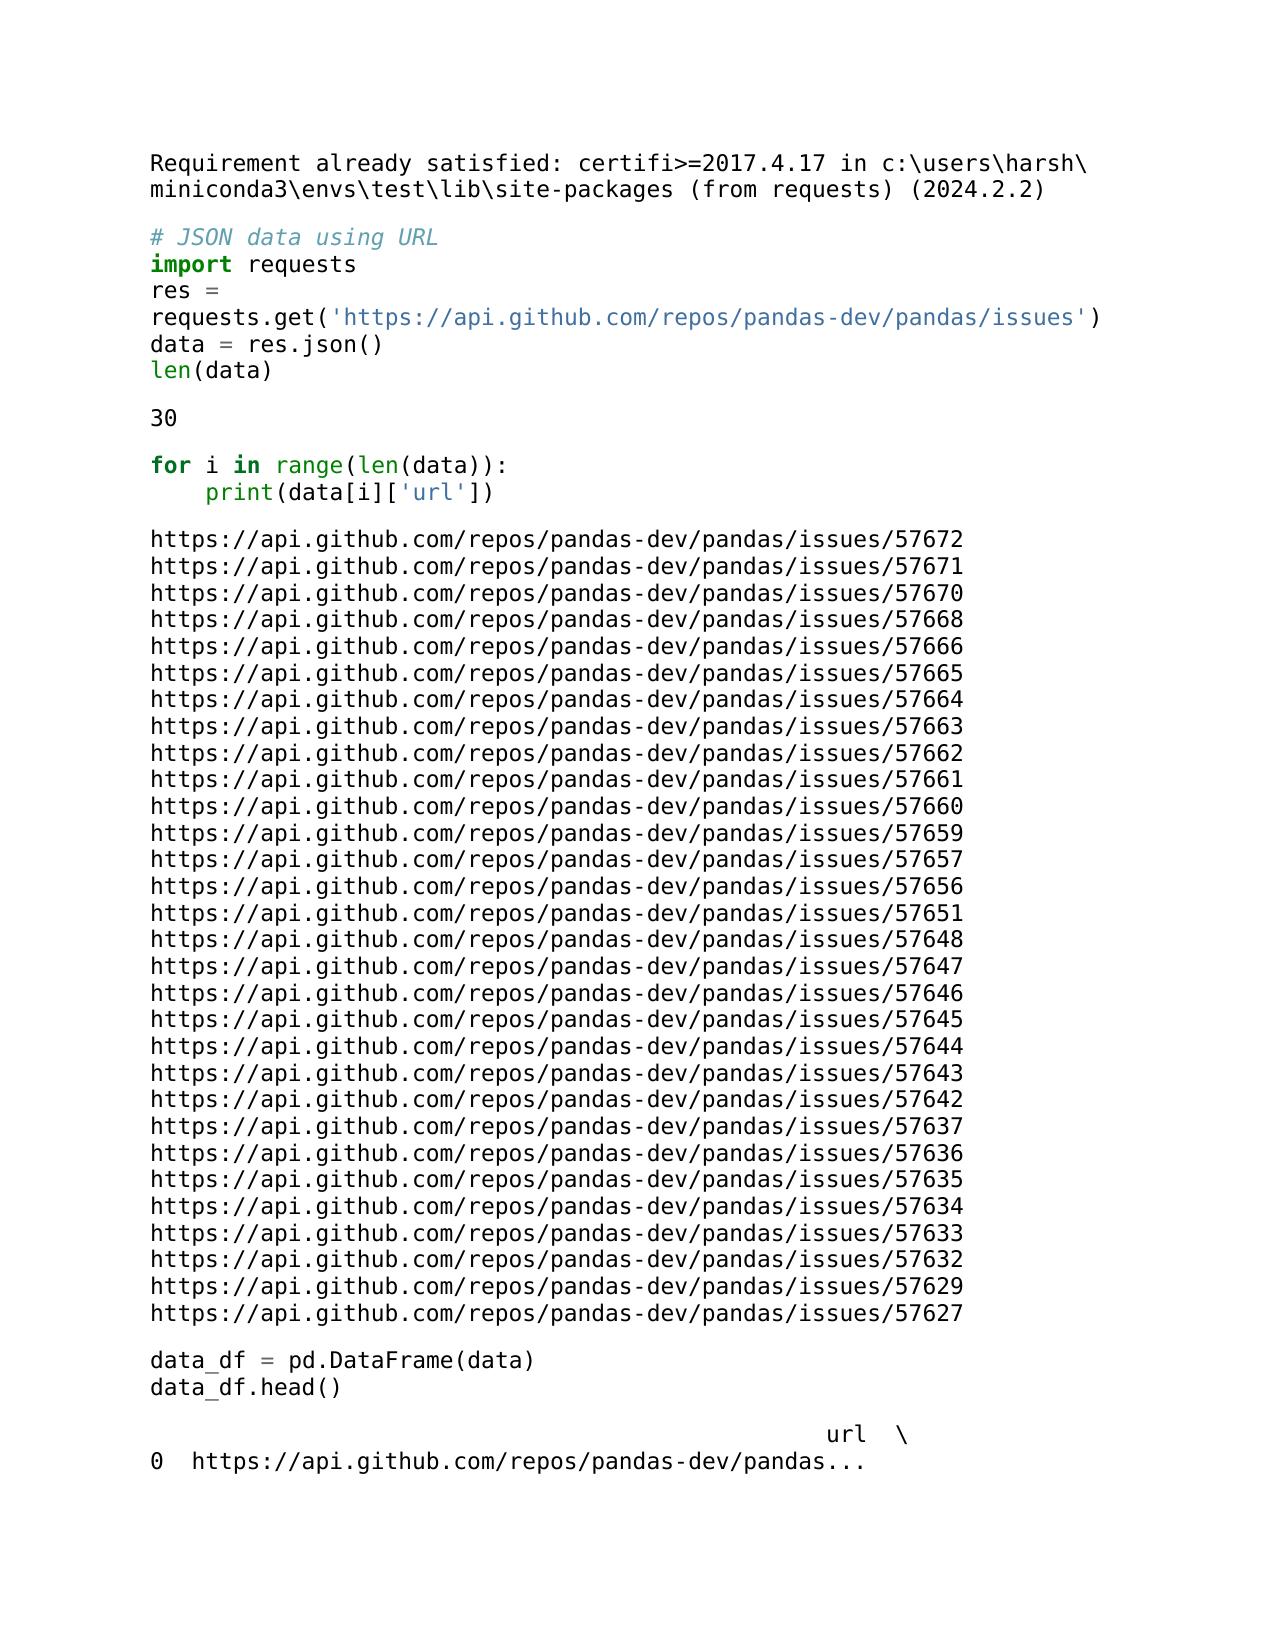 Requirement already satisfied: certifi>=2017.4.17 in c:\users\harsh\
miniconda3\envs\test\lib\site-packages (from requests) (2024.2.2)
# JSON data using URL
import requests
res =
requests.get('https://api.github.com/repos/pandas-dev/pandas/issues')
data = res.json()
len(data)
30
for i in range(len(data)):
    print(data[i]['url'])
https://api.github.com/repos/pandas-dev/pandas/issues/57672
https://api.github.com/repos/pandas-dev/pandas/issues/57671
https://api.github.com/repos/pandas-dev/pandas/issues/57670
https://api.github.com/repos/pandas-dev/pandas/issues/57668
https://api.github.com/repos/pandas-dev/pandas/issues/57666
https://api.github.com/repos/pandas-dev/pandas/issues/57665
https://api.github.com/repos/pandas-dev/pandas/issues/57664
https://api.github.com/repos/pandas-dev/pandas/issues/57663
https://api.github.com/repos/pandas-dev/pandas/issues/57662
https://api.github.com/repos/pandas-dev/pandas/issues/57661
https://api.github.com/repos/pandas-dev/pandas/issues/57660
https://api.github.com/repos/pandas-dev/pandas/issues/57659
https://api.github.com/repos/pandas-dev/pandas/issues/57657
https://api.github.com/repos/pandas-dev/pandas/issues/57656
https://api.github.com/repos/pandas-dev/pandas/issues/57651
https://api.github.com/repos/pandas-dev/pandas/issues/57648
https://api.github.com/repos/pandas-dev/pandas/issues/57647
https://api.github.com/repos/pandas-dev/pandas/issues/57646
https://api.github.com/repos/pandas-dev/pandas/issues/57645
https://api.github.com/repos/pandas-dev/pandas/issues/57644
https://api.github.com/repos/pandas-dev/pandas/issues/57643
https://api.github.com/repos/pandas-dev/pandas/issues/57642
https://api.github.com/repos/pandas-dev/pandas/issues/57637
https://api.github.com/repos/pandas-dev/pandas/issues/57636
https://api.github.com/repos/pandas-dev/pandas/issues/57635
https://api.github.com/repos/pandas-dev/pandas/issues/57634
https://api.github.com/repos/pandas-dev/pandas/issues/57633
https://api.github.com/repos/pandas-dev/pandas/issues/57632
https://api.github.com/repos/pandas-dev/pandas/issues/57629
https://api.github.com/repos/pandas-dev/pandas/issues/57627
data_df = pd.DataFrame(data)
data_df.head()
url  \
0  https://api.github.com/repos/pandas-dev/pandas...